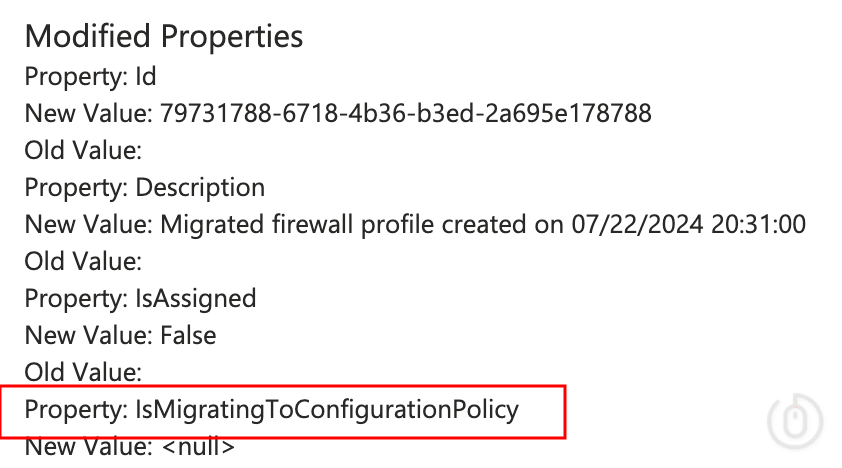 Modified Properties
Property: Id
New Value: 79731788-6718-4b36-b3ed-2a695e178788
Old Value:
Property: Description
New Value: Migrated firewall profile created on 07/22/2024 20:31:00
Old Value:
Property: IsAssigned
New Value: False
Old Value:
Property: IsMigratingToConfigurationPolicy
New Value: <null>